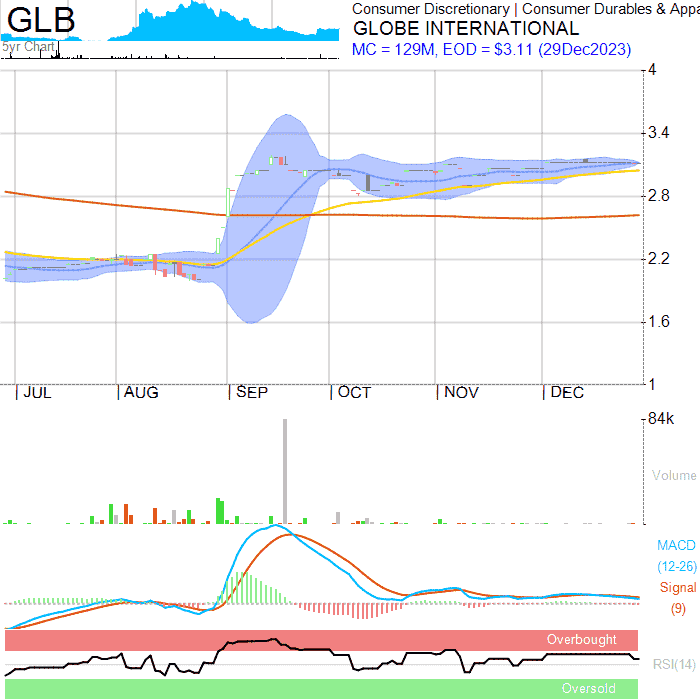 GLB
5yr Chart
Consumer Discretionary | Consumer Durables & Appa
GLOBE INTERNATIONAL
MC = 129M, EOD = $3.11 (29Dec2023)
4
3.4
2.8
2.2
1.6
1
JUL
AUG
SEP
OCT
NOV
DEC
84k
Volume
MACD
(12-26)
Signal
(9)
Overbought
RSI(14)
Oversold